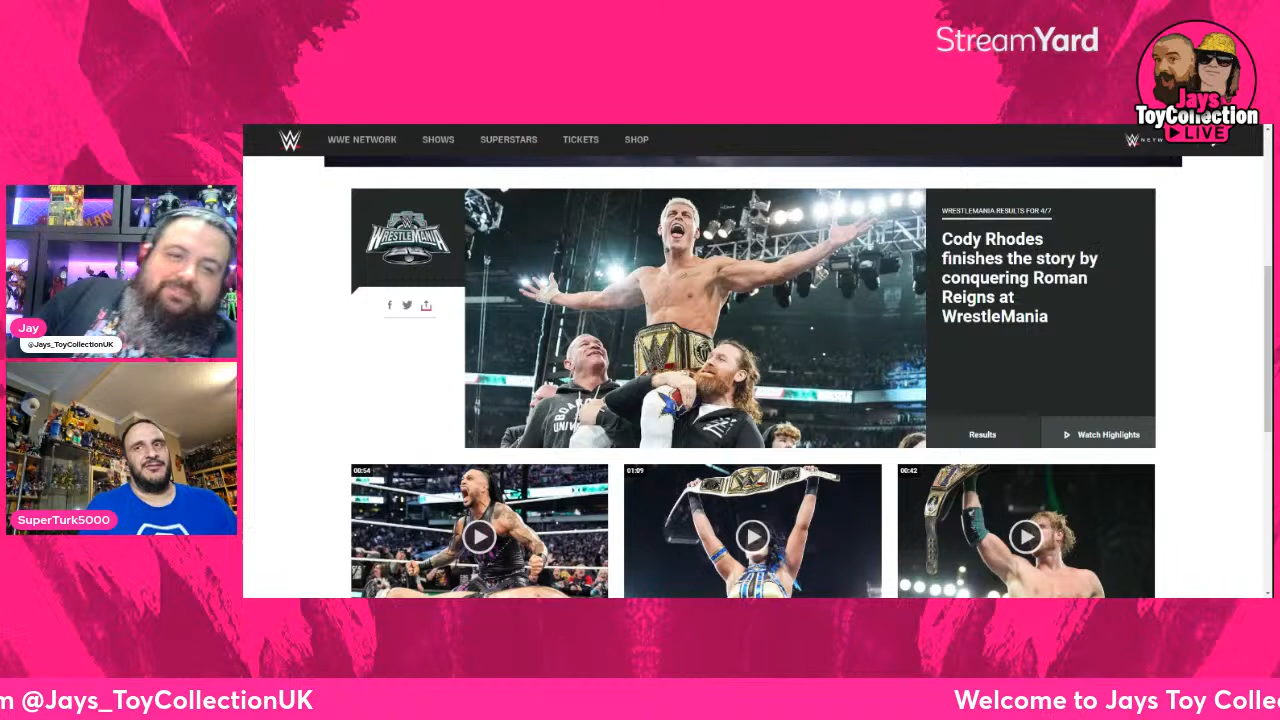 StreamYard
Jays
ToyCollection
LIVE
WWE NETWORK
SHOWS
SUPERSTARS
TICKETS
SHOP
WRESTLEMANIA
WRESTLEMANIA RESULTS FOR 4/7
Cody Rhodes
finishes the story by
conquering Roman
Reigns at
WrestleMania
Results
Watch Highlights
00:54
01:09
00:42
Jay
@Jays_ToyCollectionUK
SuperTurk5000
m @Jays_ToyCollectionUK
Welcome to Jays Toy Colle